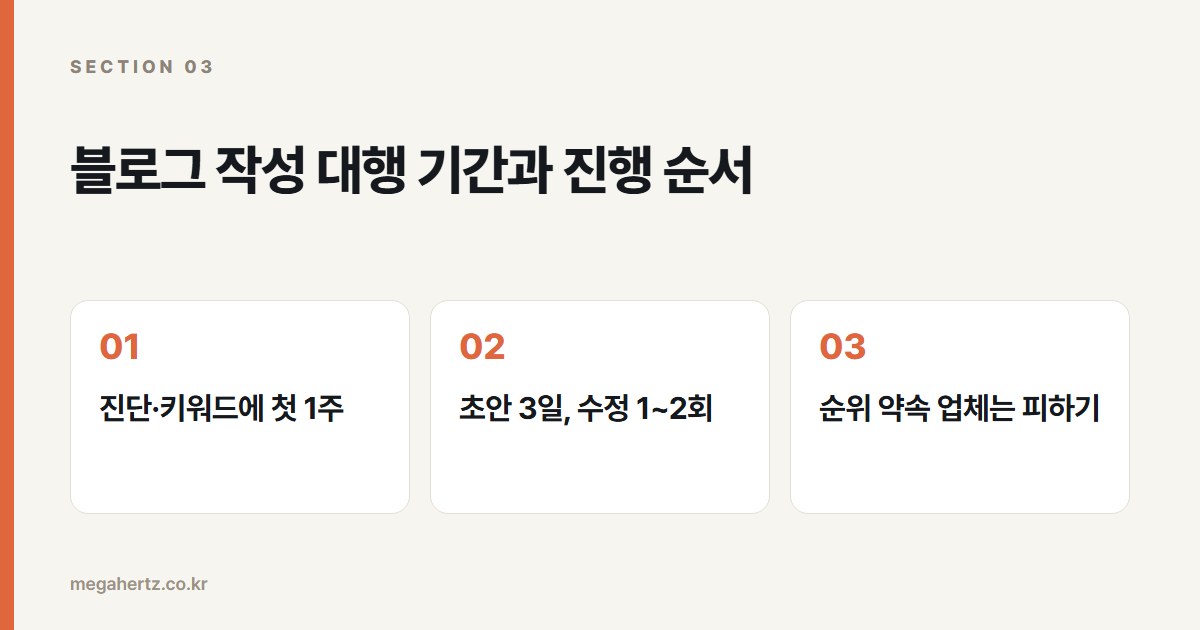 SECTION 03
블로그 작성 대행 기간과 진행 순서
01
진단·키워드에 첫 1주
02
초안 3일, 수정 1~2회
03
순위 약속 업체는 피하기
megahertz.co.kr